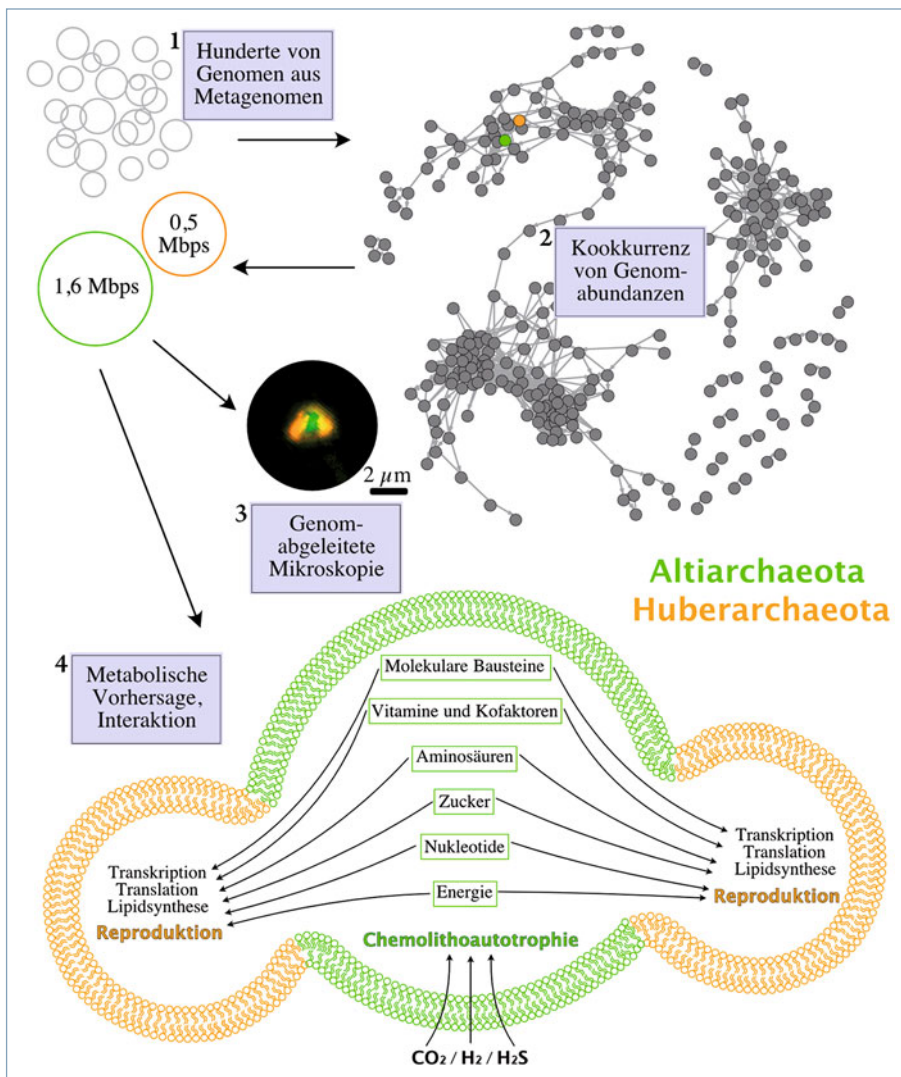 1
Hunderte von
Genomen aus
Metagenomen
0,5
Mbps
1,6 Mbps
2
Kookkurrenz
von Genom-
abundanzen
2 µm
3
Genom-
abgeleitete
Mikroskopie
Altiarchaeota
Huberarchaeota
4
Metabolische
Vorhersage,
Interaktion
Molekulare Bausteine
Vitamine und Kofaktoren
Aminosäuren
Zucker
Nukleotide
Energie
Transkription
Translation
Lipidsynthese
Reproduktion
Transkription
Translation
Lipidsynthese
Reproduktion
Chemolithoautotrophie
CO₂ / H₂ / H₂S